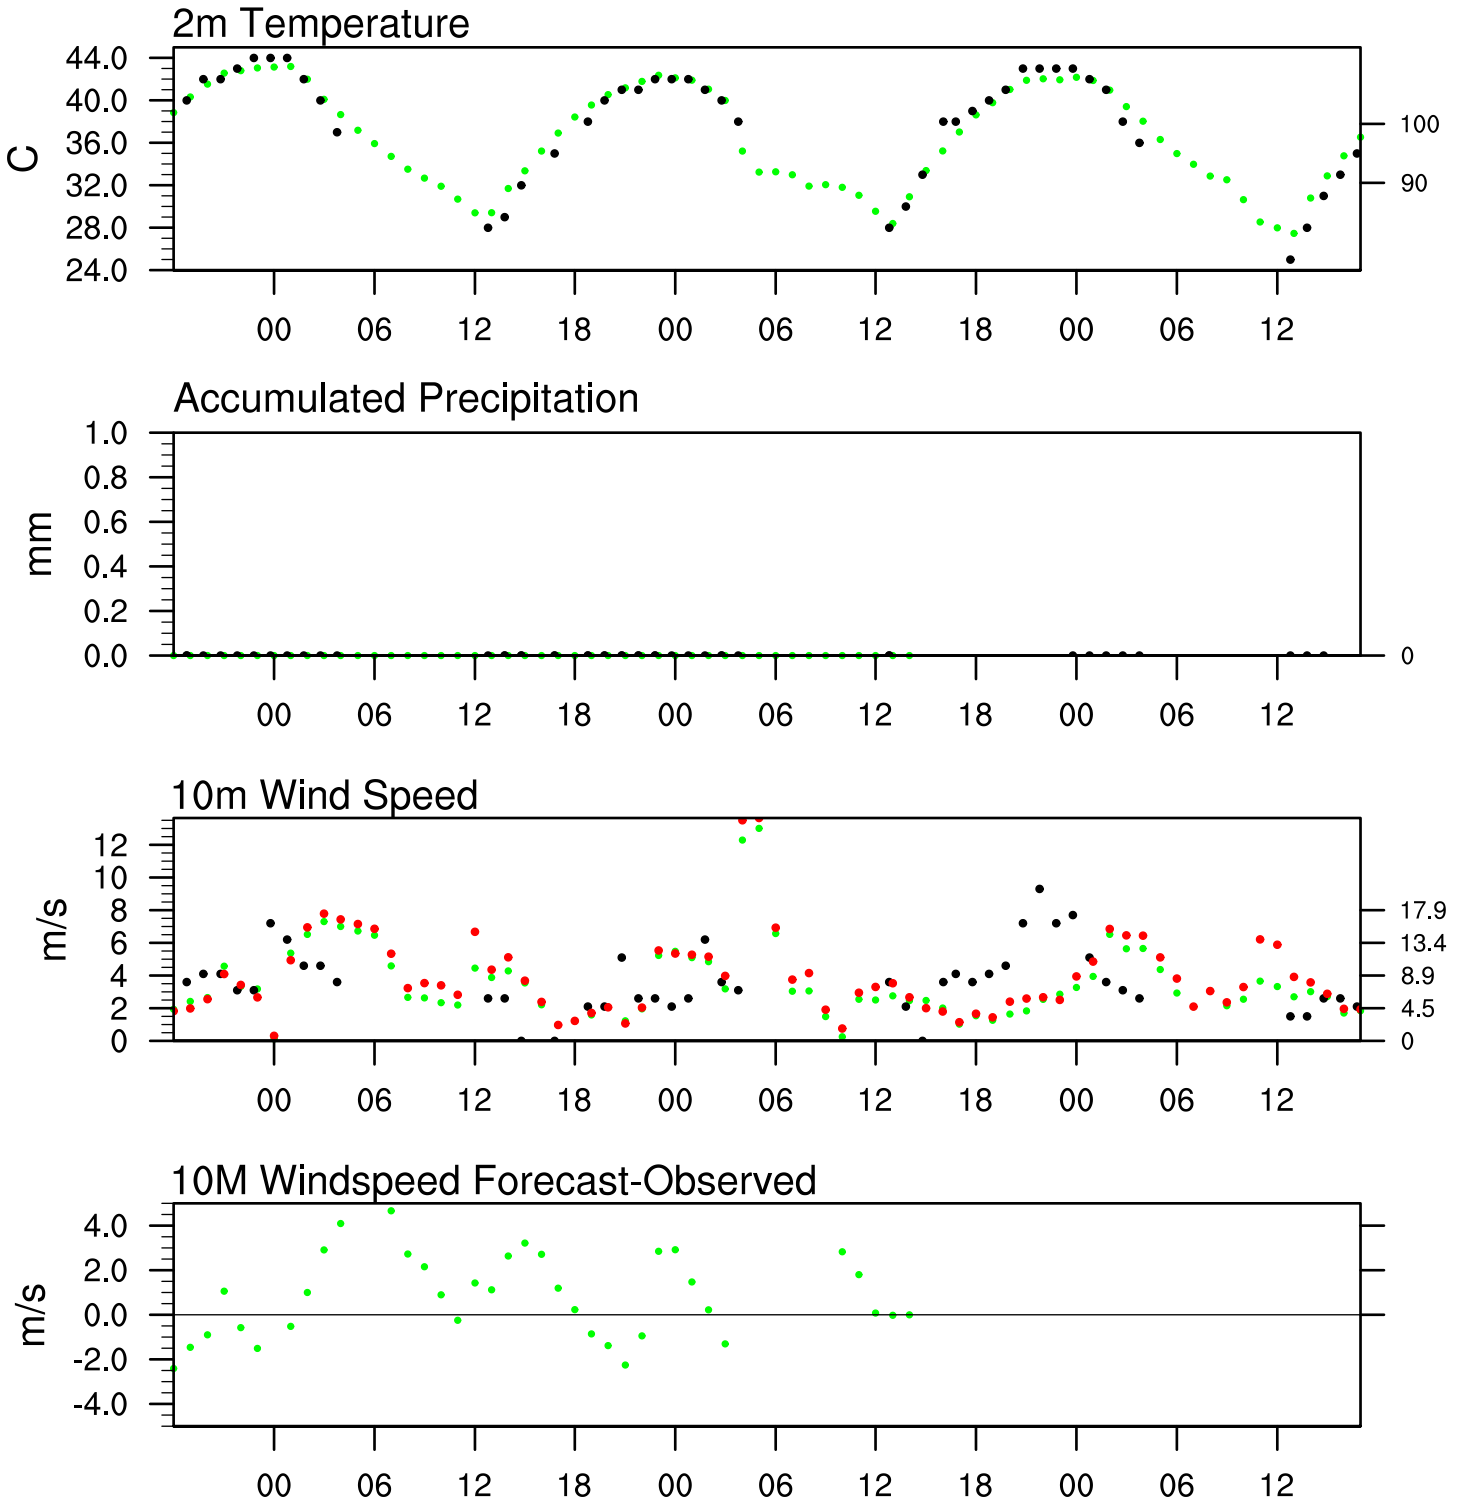 2m Temperature
44.0
40.0
36.0
32.0
28.0
24.0
C
100
90
00 06 12 18 00 06 12 18 00 06 12
Accumulated Precipitation
1.0
0.8
0.6
0.4
0.2
0.0
mm
0
00 06 12 18 00 06 12 18 00 06 12
10m Wind Speed
12
10
8
6
4
2
0
m/s
17.9
13.4
8.9
4.5
0
00 06 12 18 00 06 12 18 00 06 12
10M Windspeed Forecast-Observed
4.0
2.0
0.0
-2.0
-4.0
m/s
00 06 12 18 00 06 12 18 00 06 12